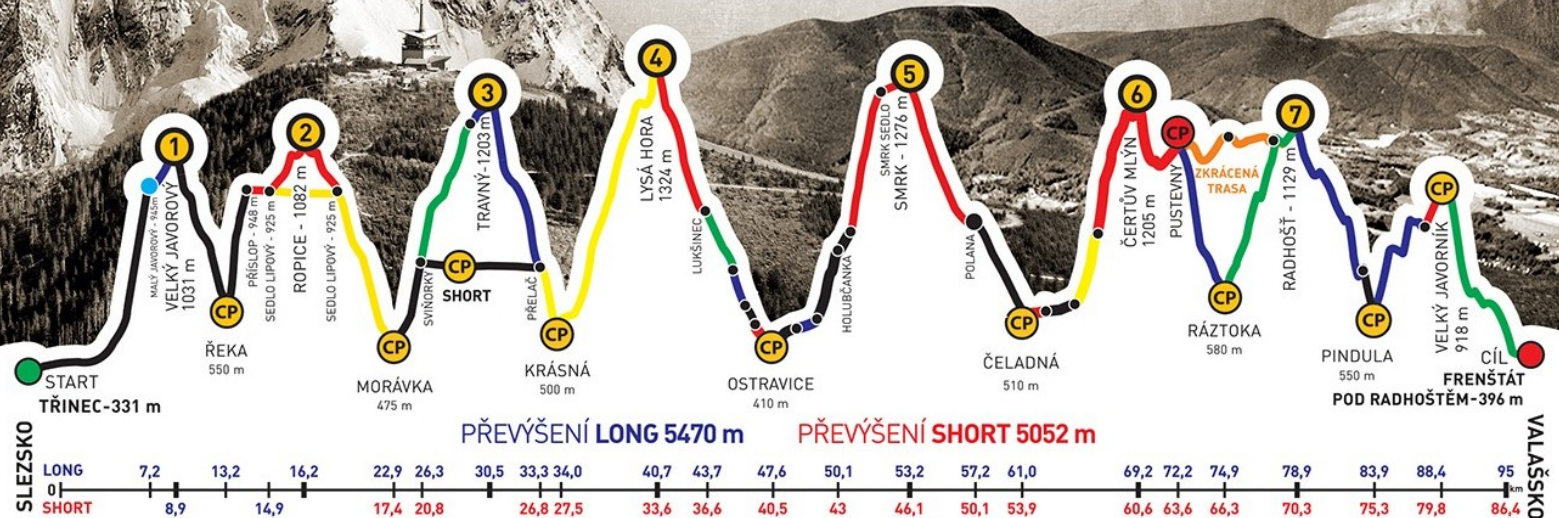 1
2
3
4
5
6
7
CP
CP
CP
CP
CP
CP
CP
CP
CP
CP
MALÝ JAVOROVÝ - 945m
VELKÝ JAVOROVÝ
1031 m
PŘÍSLOP - 948 m
SEDLO LIPOVÝ - 925 m
ROPICE - 1082 m
SEDLO LIPOVÝ - 925 m
SVIŇORKY
SHORT
TRAVNÝ-1203 m
PŘELAČ
LYSÁ HORA
1324 m
LUKŠINEC
HOLUBČANKA
SMRK SEDLO
SMRK - 1276 m
POLANA
ČERTŮV MLÝN
1205 m
PUSTEVNY
ZKRÁCENÁ
TRASA
RADHOŠŤ - 1129 m
VELKÝ JAVORNÍK
918 m
START
TŘINEC-331 m
ŘEKA
550 m
MORÁVKA
475 m
KRÁSNÁ
500 m
OSTRAVICE
410 m
ČELADNÁ
510 m
RÁZTOKA
580 m
PINDULA
550 m
CÍL
FRENŠTÁT
POD RADHOŠTĚM-396 m
PŘEVÝŠENÍ LONG 5470 m PŘEVÝŠENÍ SHORT 5052 m
SLEZSKO
VALAŠSKO
LONG 7,2 13,2 16,2 22,9 26,3 30,5 33,3 34,0 40,7 43,7 47,6 50,1 53,2 57,2 61,0 69,2 72,2 74,9 78,9 83,9 88,4 95
0 km
SHORT 8,9 14,9 17,4 20,8 26,8 27,5 33,6 36,6 40,5 43 46,1 50,1 53,9 60,6 63,6 66,3 70,3 75,3 79,8 86,4